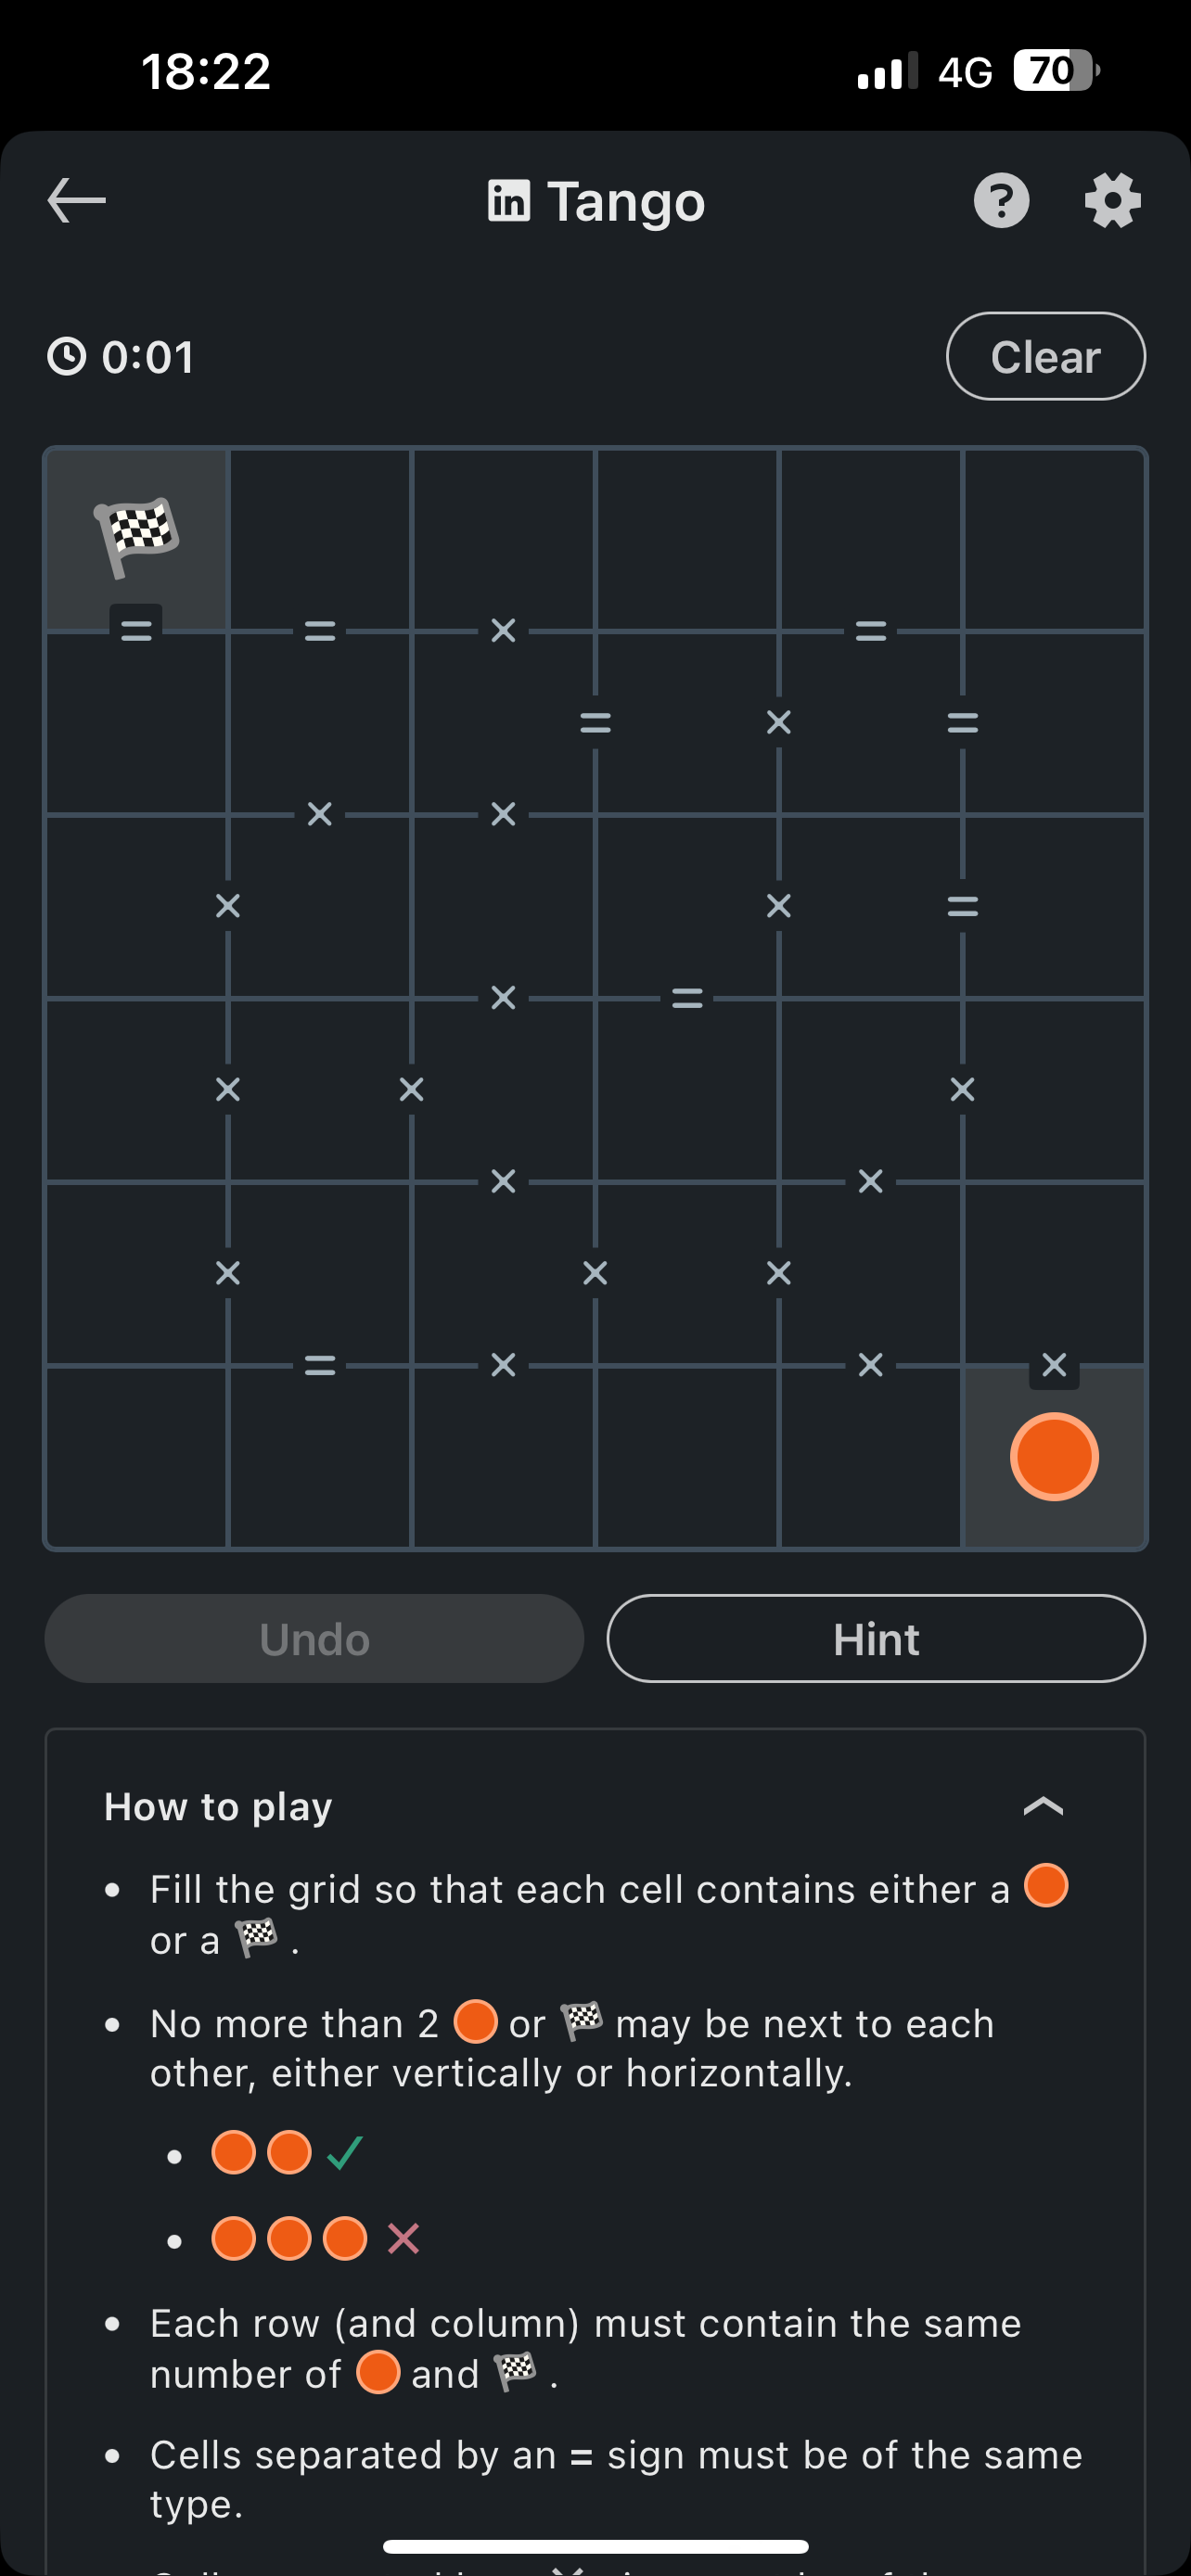 18:22
4G
70
in Tango
?
0:01
Clear
= = × =
= × =
× ×
× × =
× =
× × ×
× ×
× × ×
= × × ×
Undo
Hint
How to play
• Fill the grid so that each cell contains either a
or a .
• No more than 2 or may be next to each
other, either vertically or horizontally.
•
•
• Each row (and column) must contain the same
number of and .
• Cells separated by an = sign must be of the same
type.